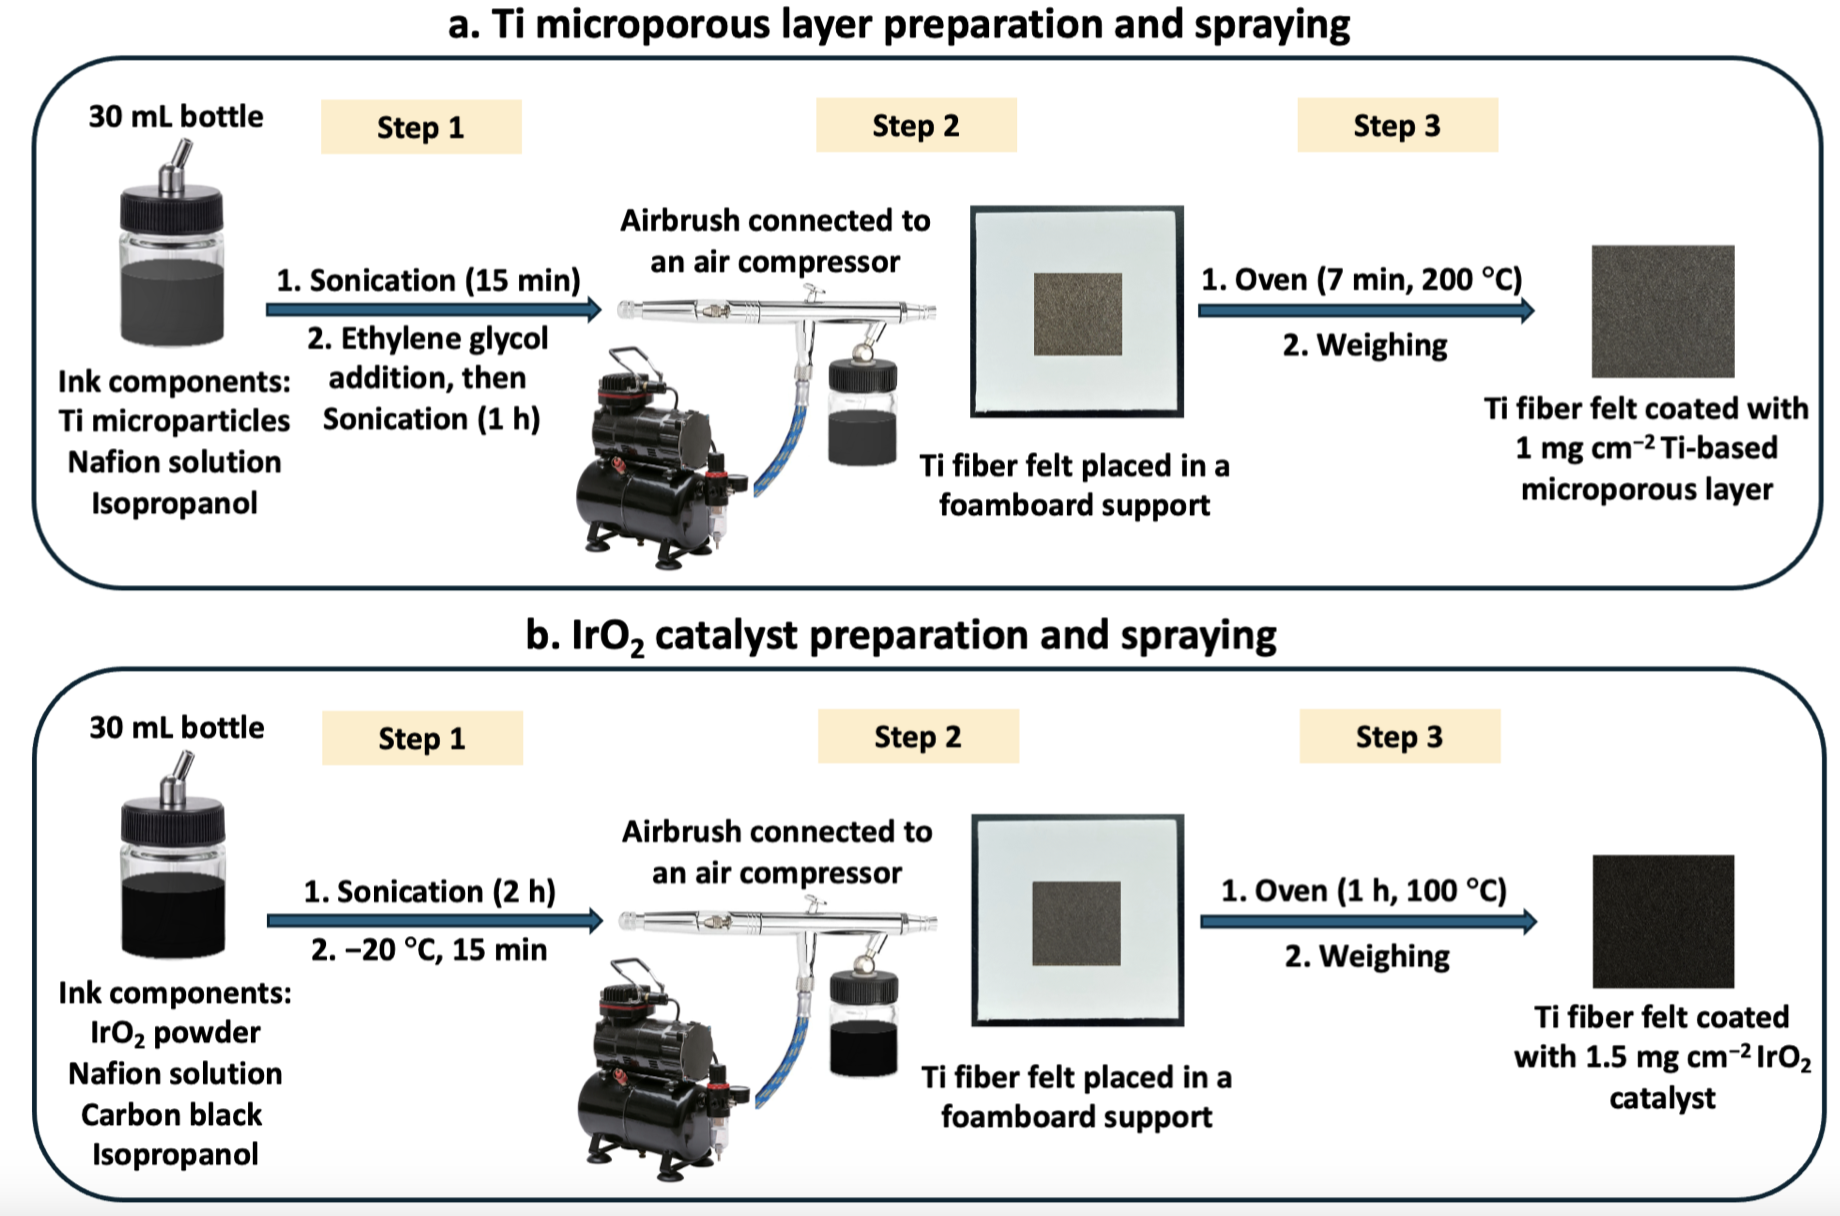 a. Ti microporous layer preparation and spraying
30 mL bottle
Step 1
Step 2
Step 3
1. Sonication (15 min)
2. Ethylene glycol
addition, then
Sonication (1 h)
Ink components:
Ti microparticles
Nafion solution
Isopropanol
Airbrush connected to
an air compressor
Ti fiber felt placed in a
foamboard support
1. Oven (7 min, 200 °C)
2. Weighing
Ti fiber felt coated with
1 mg cm⁻² Ti-based
microporous layer
b. IrO₂ catalyst preparation and spraying
30 mL bottle
Step 1
Step 2
Step 3
1. Sonication (2 h)
2. −20 °C, 15 min
Ink components:
IrO₂ powder
Nafion solution
Carbon black
Isopropanol
Airbrush connected to
an air compressor
Ti fiber felt placed in a
foamboard support
1. Oven (1 h, 100 °C)
2. Weighing
Ti fiber felt coated
with 1.5 mg cm⁻² IrO₂
catalyst